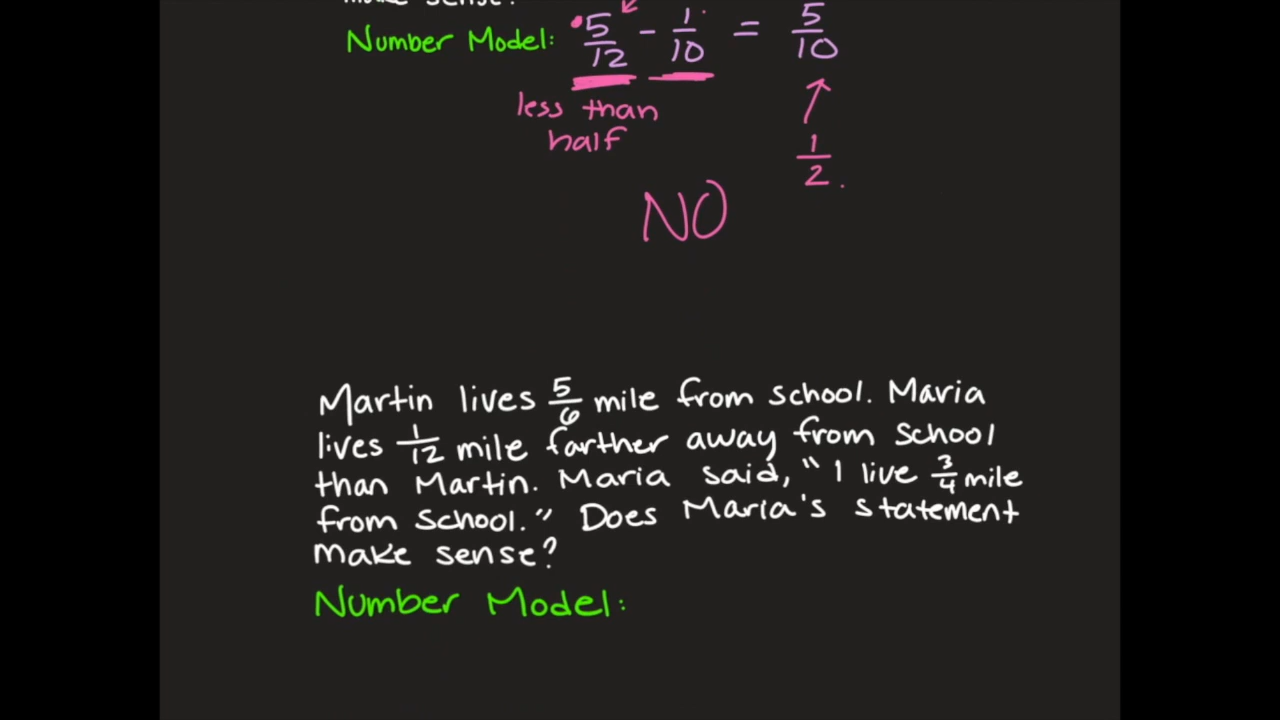 make sense?
Number Model: 5/12 - 1/10 = 5/10
less than
half
1/2
NO
Martin lives 5/6 mile from school. Maria
lives 1/12 mile farther away from school
than Martin. Maria said, "I live 3/4 mile
from school." Does Maria's statement
make sense?
Number Model: